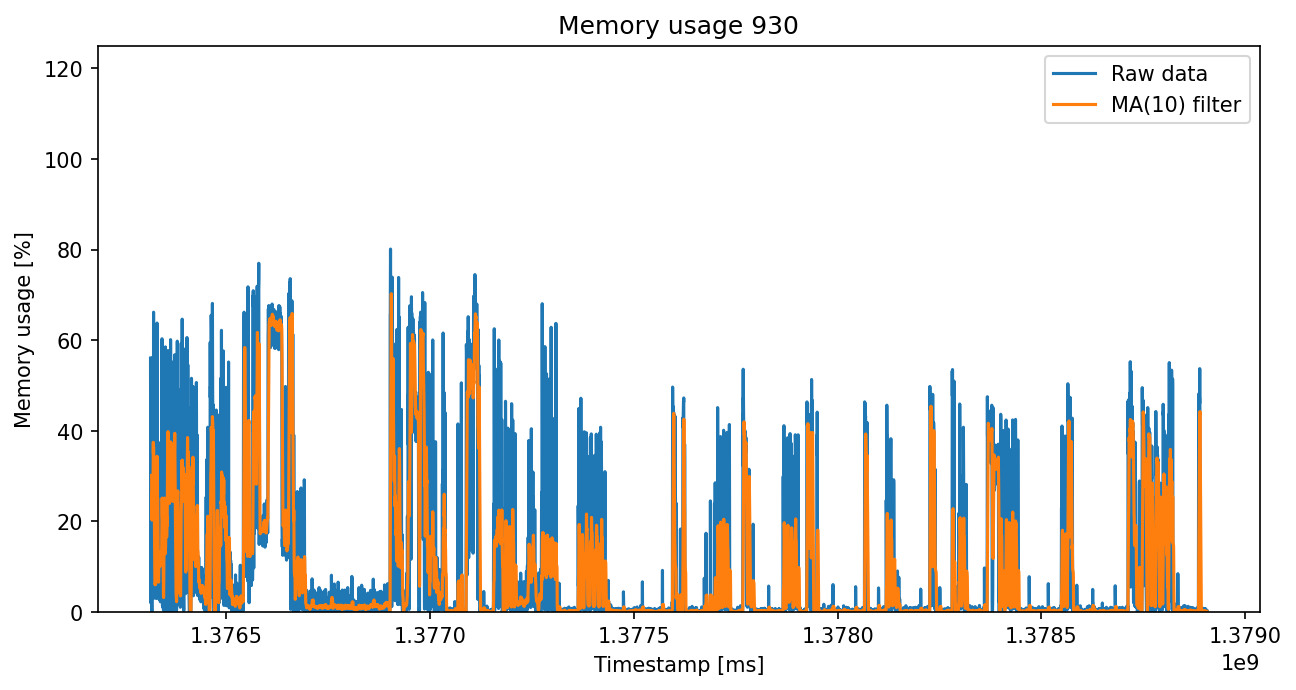 Memory usage 930
120
100
80
60
40
20
0
Memory usage [%]
Raw data
MA(10) filter
1.3765 1.3770 1.3775 1.3780 1.3785 1.3790
1e9
Timestamp [ms]